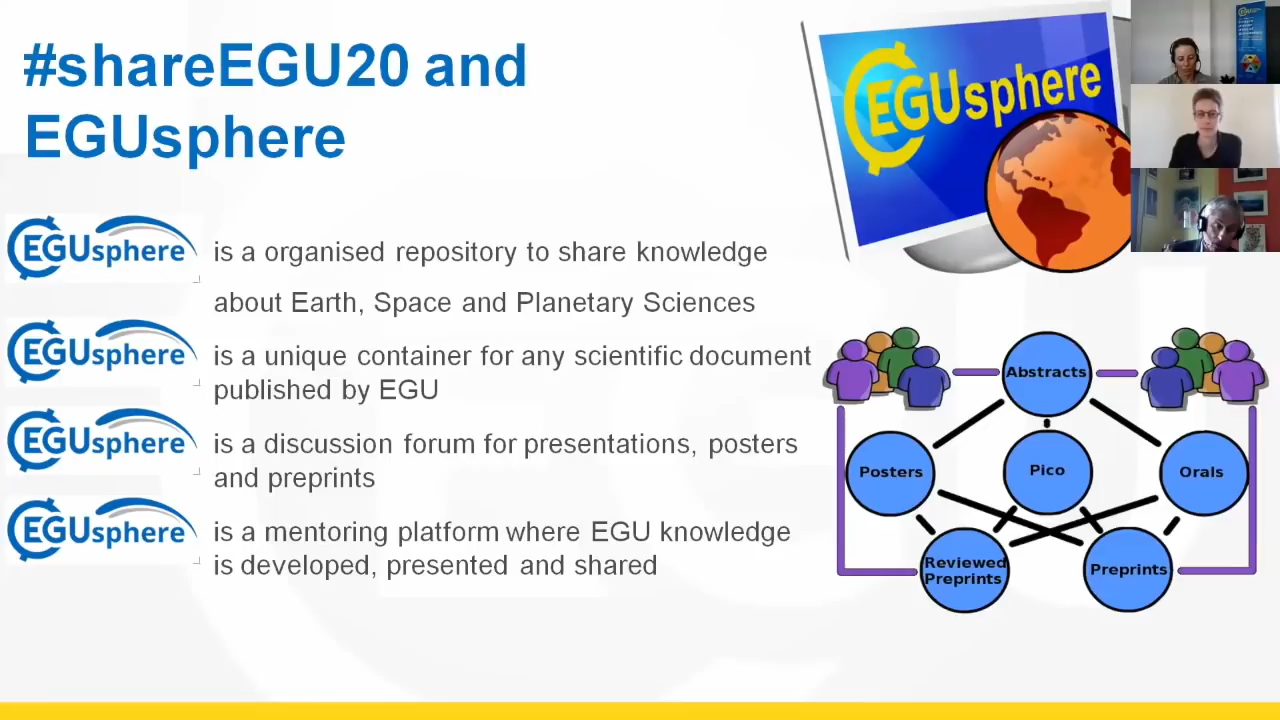 #shareEGU20 and
EGUsphere
EGUsphere
EGUsphere
is a organised repository to share knowledge
about Earth, Space and Planetary Sciences
EGUsphere
is a unique container for any scientific document
published by EGU
EGUsphere
is a discussion forum for presentations, posters
and preprints
EGUsphere
is a mentoring platform where EGU knowledge
is developed, presented and shared
Abstracts
Posters
Pico
Orals
Reviewed
Preprints
Preprints